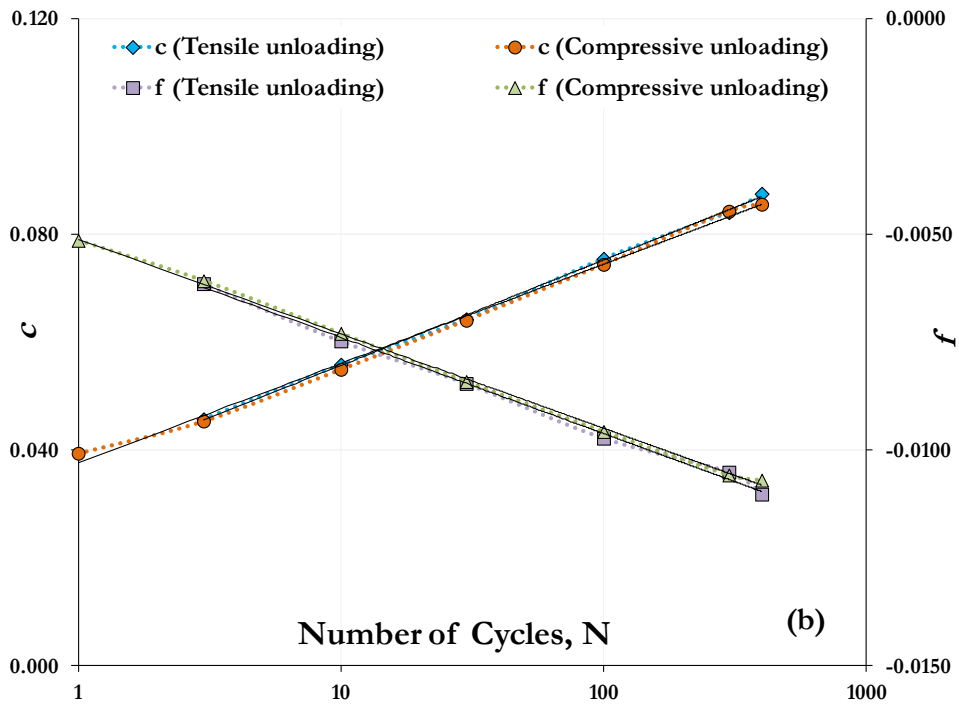 0.120
0.0000
c (Tensile unloading)
c (Compressive unloading)
f (Tensile unloading)
f (Compressive unloading)
0.080
-0.0050
c
f
0.040
-0.0100
Number of Cycles, N
(b)
0.000
-0.0150
1
10
100
1000